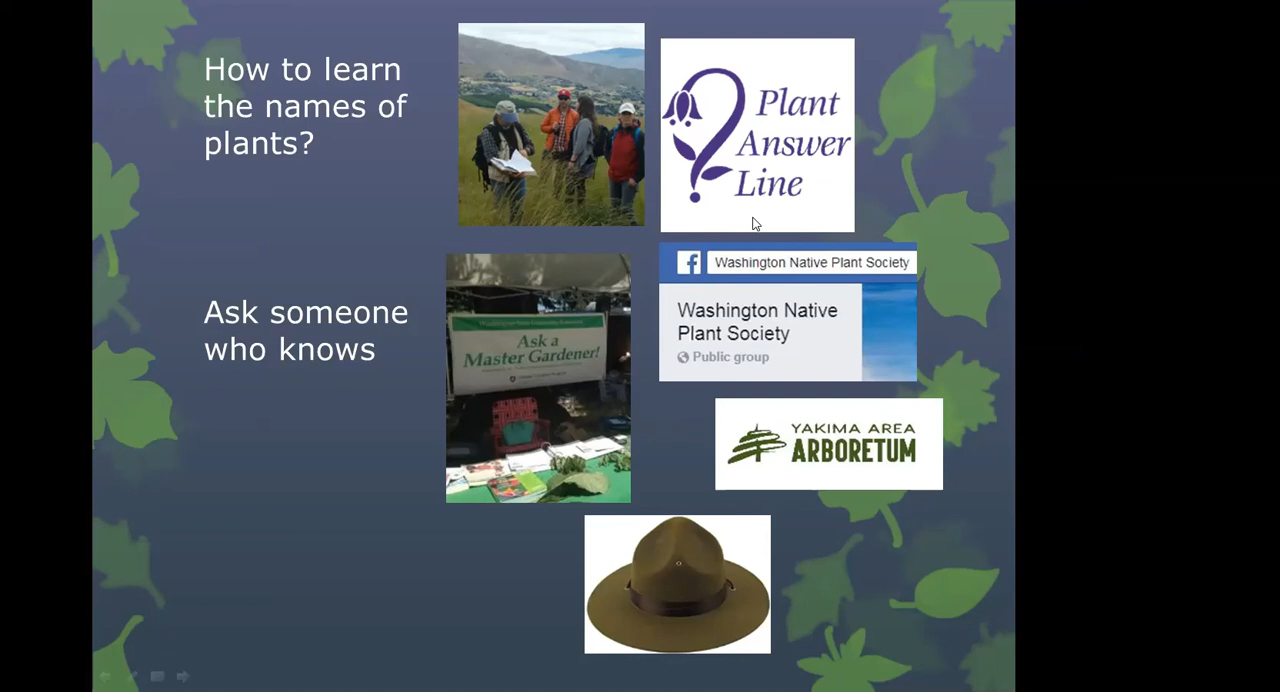 How to learn
the names of
plants?
Plant
Answer
Line
Ask someone
who knows
Ask a
Master Gardener!
Washington Native Plant Society
Washington Native
Plant Society
Public group
YAKIMA AREA
ARBORETUM